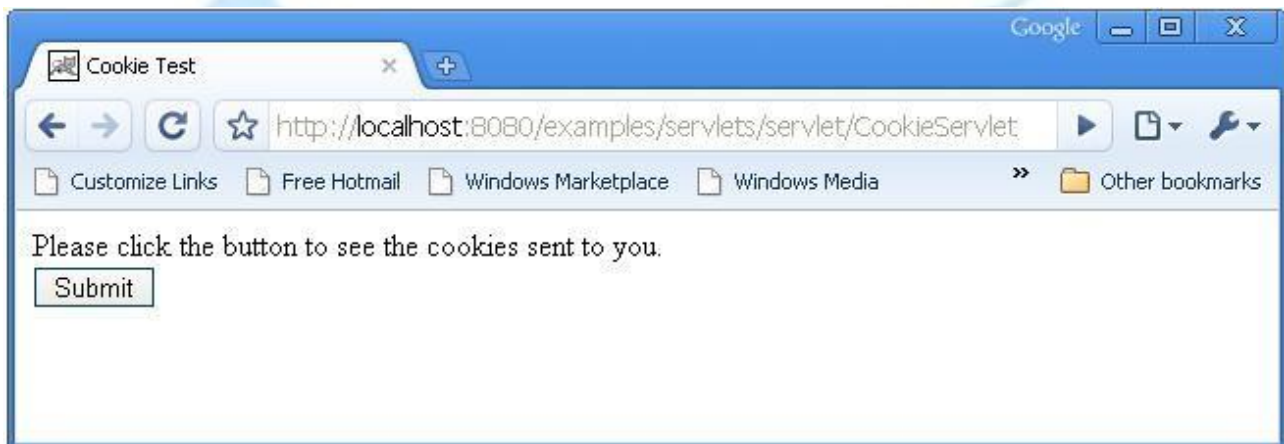 Google
Cookie Test
http://localhost:8080/examples/servlets/servlet/CookieServlet
Customize Links Free Hotmail Windows Marketplace Windows Media » Other bookmarks
Please click the button to see the cookies sent to you.
Submit